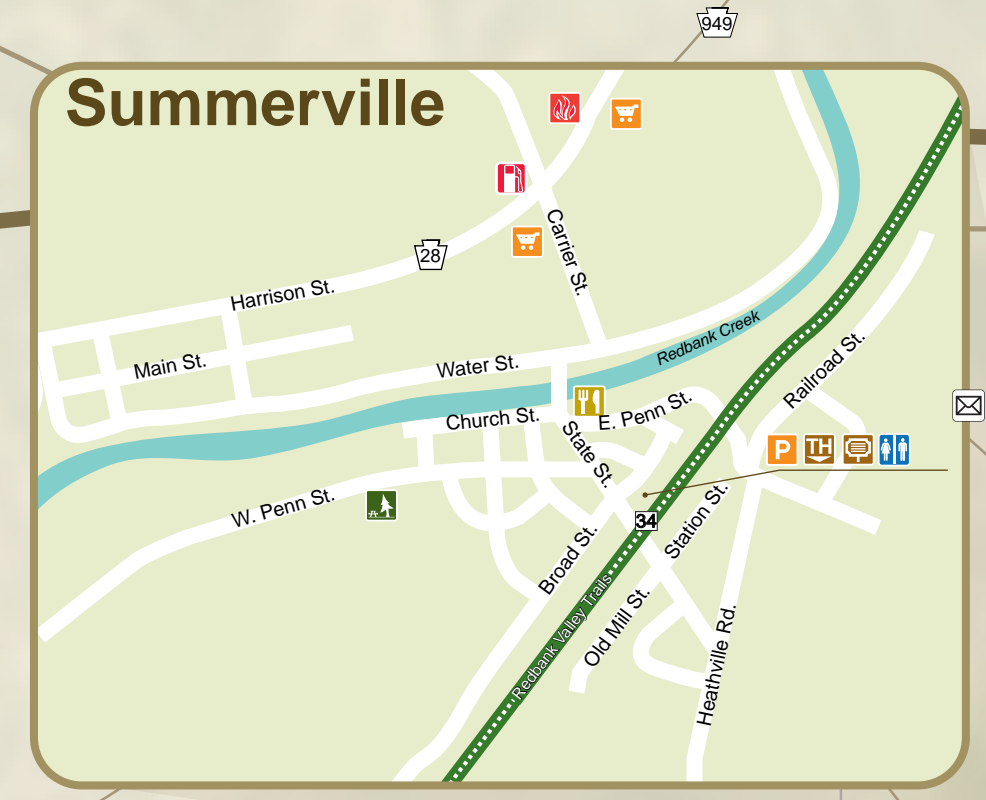 949
Summerville
Carrier St.
28
Harrison St.
Redbank Creek
Main St.
Water St.
Railroad St.
Church St.
E. Penn St.
State St.
P
TH
W. Penn St.
34
Station St.
Broad St.
Redbank Valley Trails
Old Mill St.
Heathville Rd.